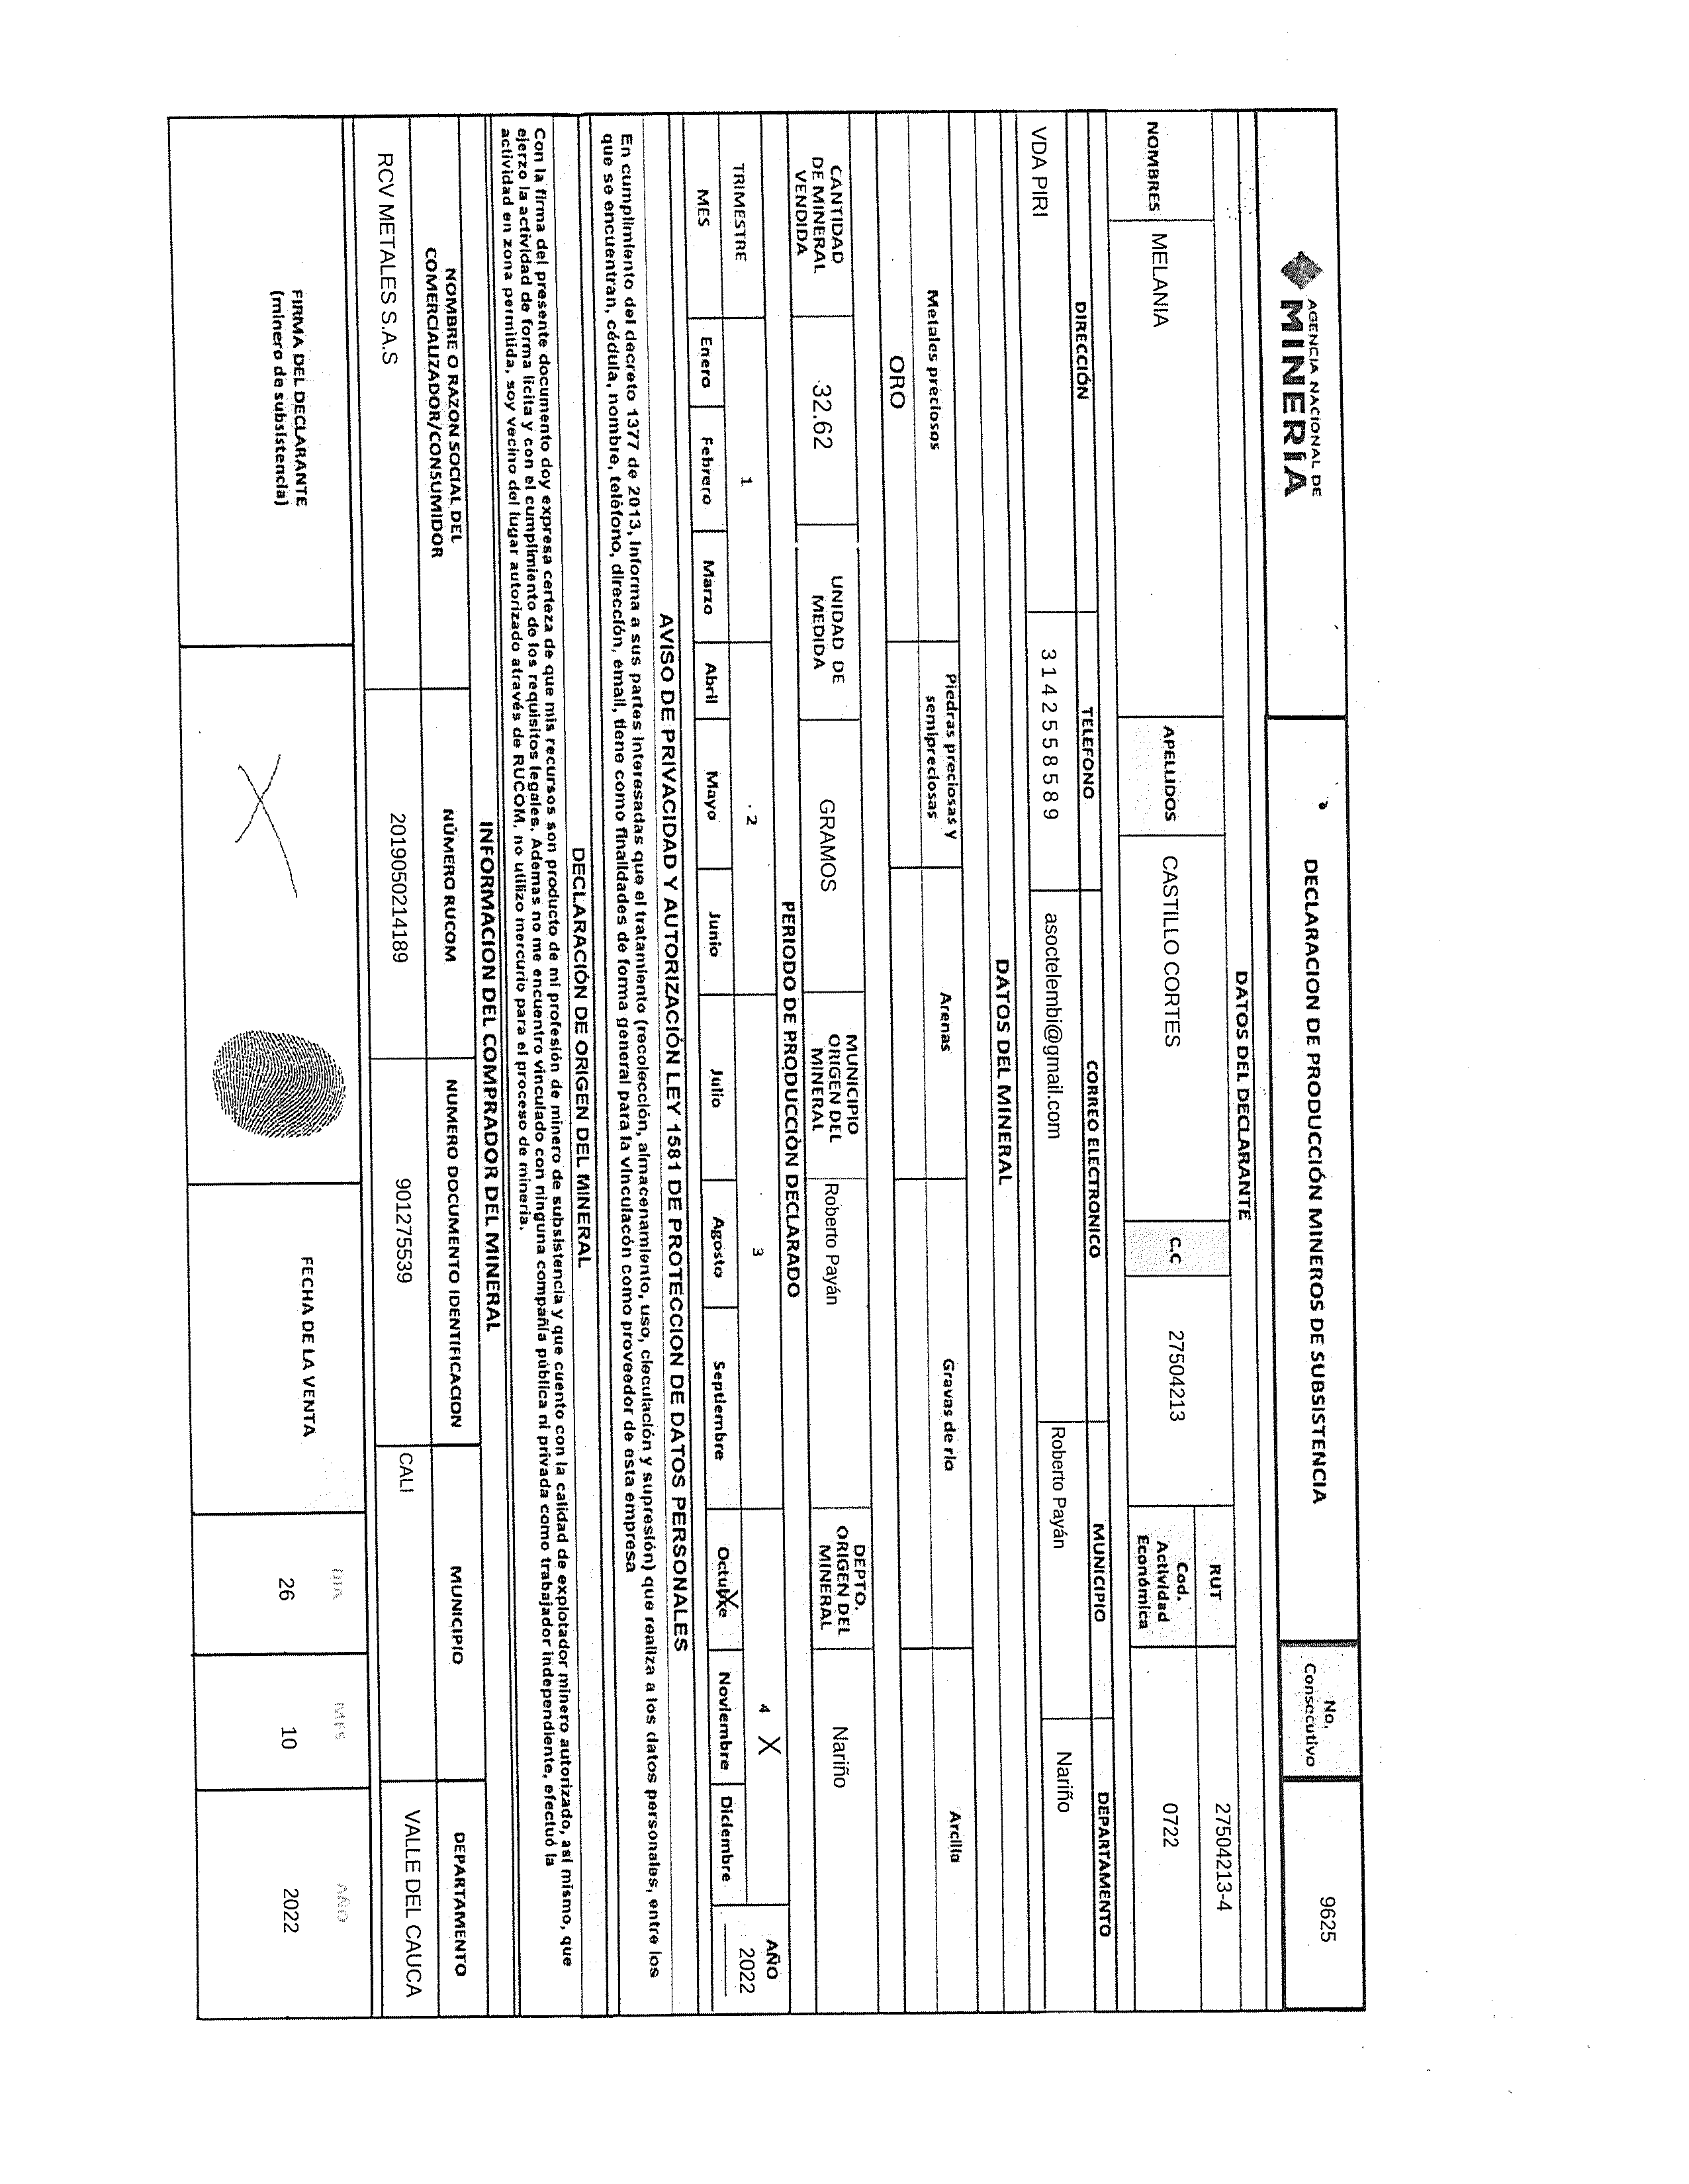 AGENCIA NACIONAL DE
MINERÍA
DECLARACION DE PRODUCCIÓN MINEROS DE SUBSISTENCIA
No.
Consecutivo
9625
DATOS DEL DECLARANTE
NOMBRES
MELANIA
APELLIDOS
CASTILLO CORTES
C.C
27504213
RUT
27504213-4
Cod.
Actividad
Económica
0722
DIRECCIÓN
TELEFONO
CORREO ELECTRONICO
MUNICIPIO
DEPARTAMENTO
VDA PIRI
3142558589
asoctelembi@gmail.com
Roberto Payán
Nariño
DATOS DEL MINERAL
Metales preciosos
Piedras preciosas y
semipreciosas
Arenas
Gravas de río
Arcilla
ORO
CANTIDAD
DE MINERAL
VENDIDA
32.62
UNIDAD DE
MEDIDA
GRAMOS
MUNICIPIO
ORIGEN DEL
MINERAL
Roberto Payán
DEPTO.
ORIGEN DEL
MINERAL
Nariño
PERIODO DE PRODUCCIÓN DECLARADO
TRIMESTRE
1
2
3
4 X
AÑO
2022
MES
Enero
Febrero
Marzo
Abril
Mayo
Junio
Julio
Agosto
Septiembre
Octubre X
Noviembre
Diciembre
AVISO DE PRIVACIDAD Y AUTORIZACIÓN LEY 1581 DE PROTECCION DE DATOS PERSONALES
En cumplimiento del decreto 1377 de 2013, Informa a sus partes interesadas que el tratamiento (recolección, almacenamiento, uso, cieculación y supresión) que realiza a los datos personales, entre los
que se encuentran, cédula, nombre, teléfono, dirección, email, tiene como finalidades de forma general para la vinculacón como proveedor de esta empresa
DECLARACIÓN DE ORIGEN DEL MINERAL
Con la firma del presente documento doy expresa certeza de que mis recursos son producto de mi profesión de minero de subsistencia y que cuento con la calidad de explotador minero autorizado, así mismo, que
ejerzo la actividad de forma licita y con el cumplimiento de los requisitos legales. Ademas no me encuentro vinculado con ninguna compañía pública ni privada como trabajador independiente, efectuó la
actividad en zona permitida, soy vecino del lugar autorizado através de RUCOM, no utilizo mercurio para el proceso de mineria.
INFORMACION DEL COMPRADOR DEL MINERAL
NOMBRE O RAZON SOCIAL DEL
COMERCIALIZADOR/CONSUMIDOR
NÚMERO RUCOM
NUMERO DOCUMENTO IDENTIFICACION
MUNICIPIO
DEPARTAMENTO
RCV METALES S.A.S
2019050214189
901275539
CALI
VALLE DEL CAUCA
FIRMA DEL DECLARANTE
(minero de subsistencia)
FECHA DE LA VENTA
DIA
MES
AÑO
26
10
2022